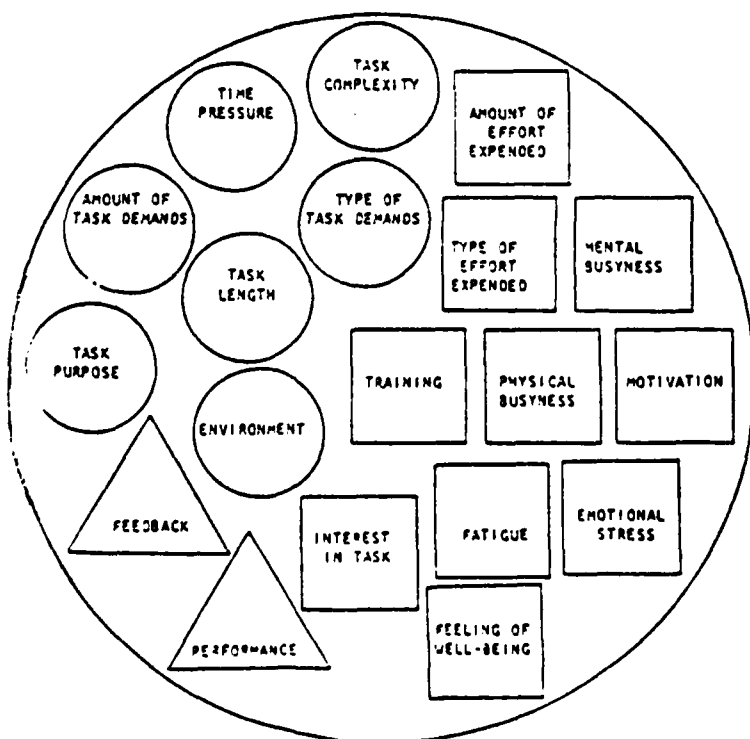 TASK
COMPLEXITY
TIME
PRESSURE
AMOUNT OF
EFFORT
EXPENDED
AMOUNT OF
TASK DEMANDS
TYPE OF
TASK DEMANDS
TYPE OF
EFFORT
EXPENDED
MENTAL
BUSYNESS
TASK
LENGTH
TASK
PURPOSE
TRAINING
PHYSICAL
BUSYNESS
MOTIVATION
ENVIRONMENT
FEEDBACK
INTEREST
IN TASK
FATIGUE
EMOTIONAL
STRESS
PERFORMANCE
FEELING OF
WELL-BEING